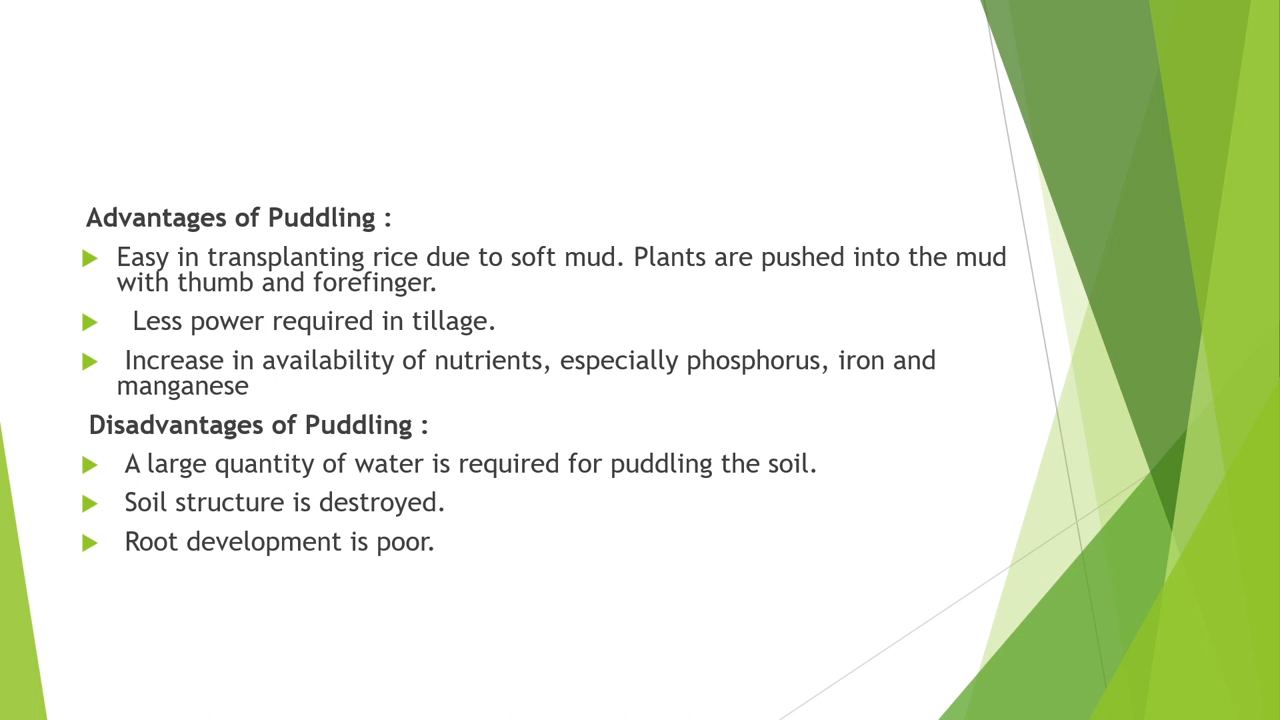 Advantages of Puddling :
Easy in transplanting rice due to soft mud. Plants are pushed into the mud
with thumb and forefinger.
Less power required in tillage.
Increase in availability of nutrients, especially phosphorus, iron and
manganese
Disadvantages of Puddling :
A large quantity of water is required for puddling the soil.
Soil structure is destroyed.
Root development is poor.